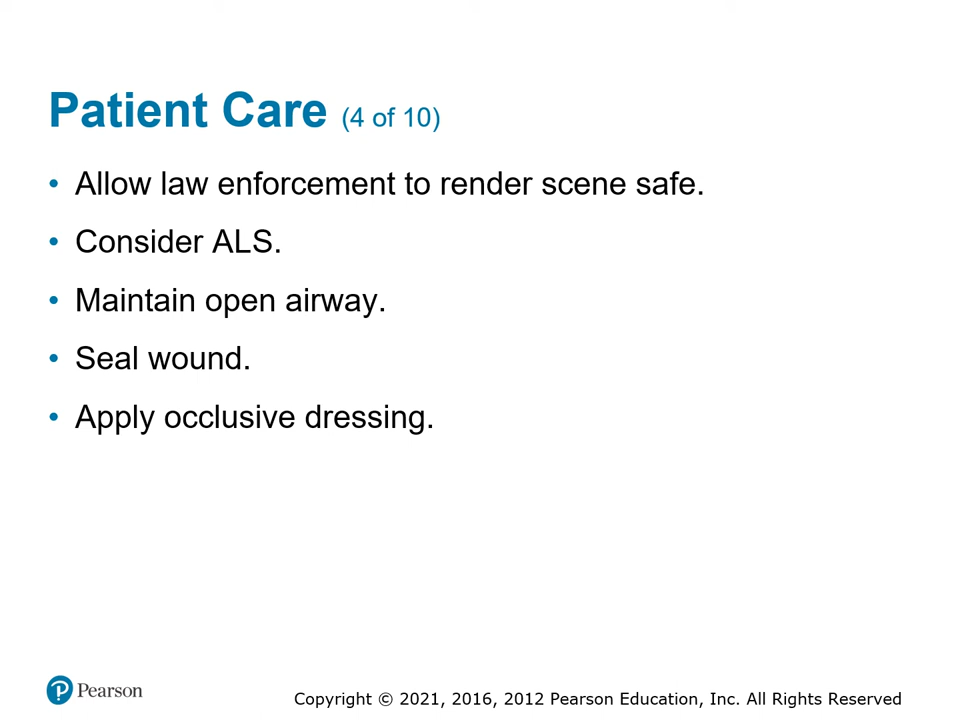 Patient Care (4 of 10)
• Allow law enforcement to render scene safe.
• Consider ALS.
• Maintain open airway.
• Seal wound.
• Apply occlusive dressing.
Pearson
Copyright © 2021, 2016, 2012 Pearson Education, Inc. All Rights Reserved